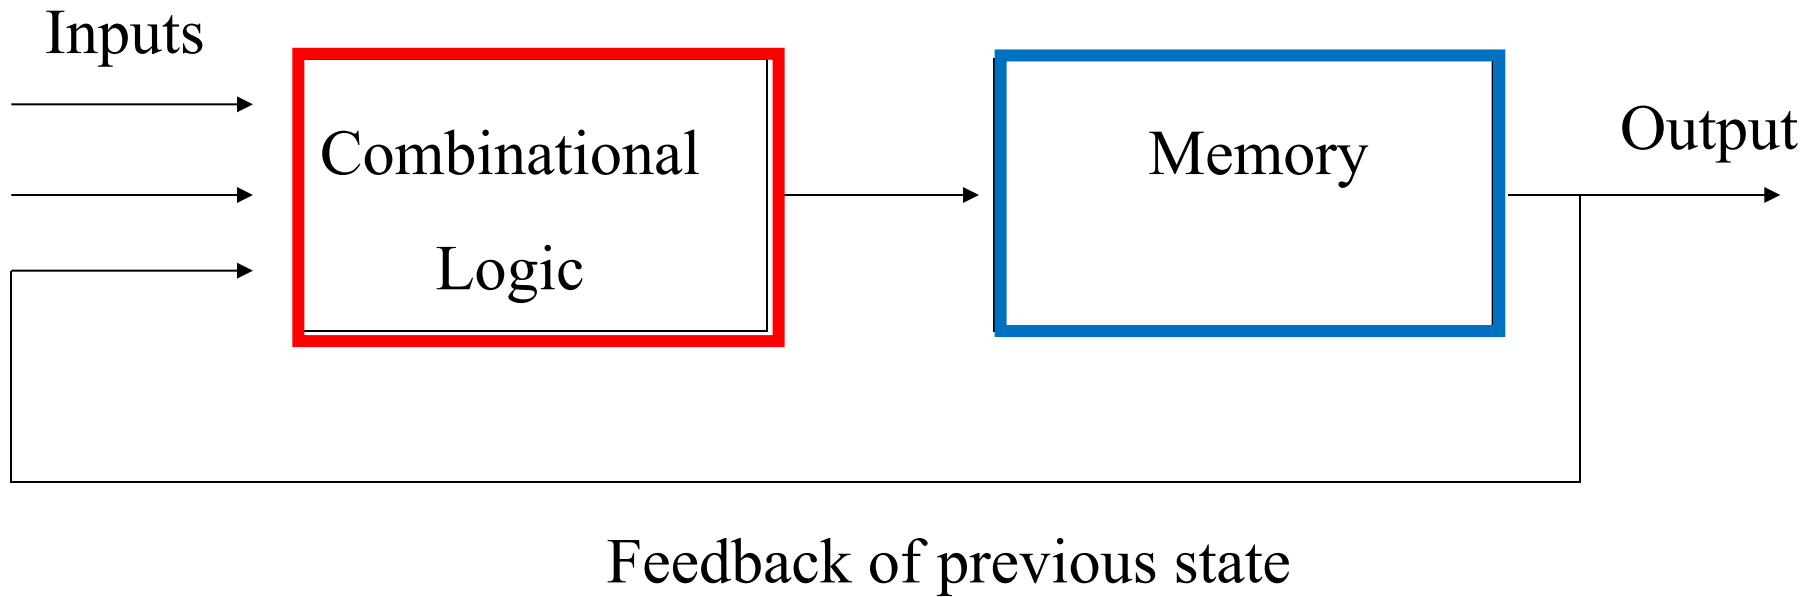 Inputs
Combinational
Logic
Memory
Output
Feedback of previous state